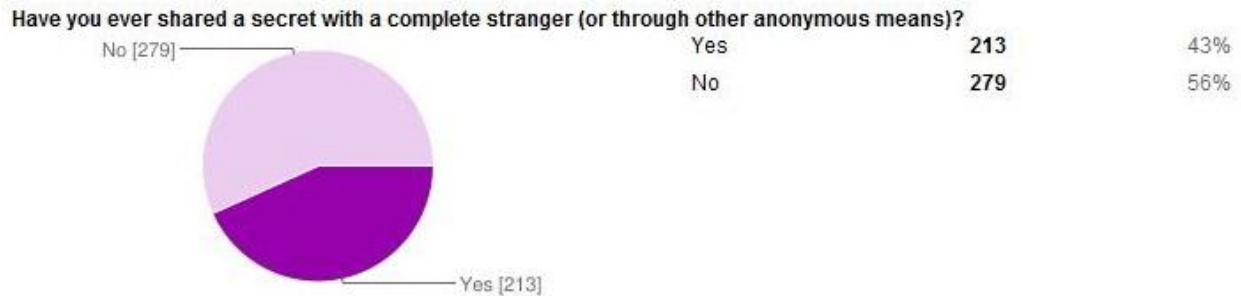 Have you ever shared a secret with a complete stranger (or through other anonymous means)?
No [279]
Yes [213]
Yes 213 43%
No 279 56%